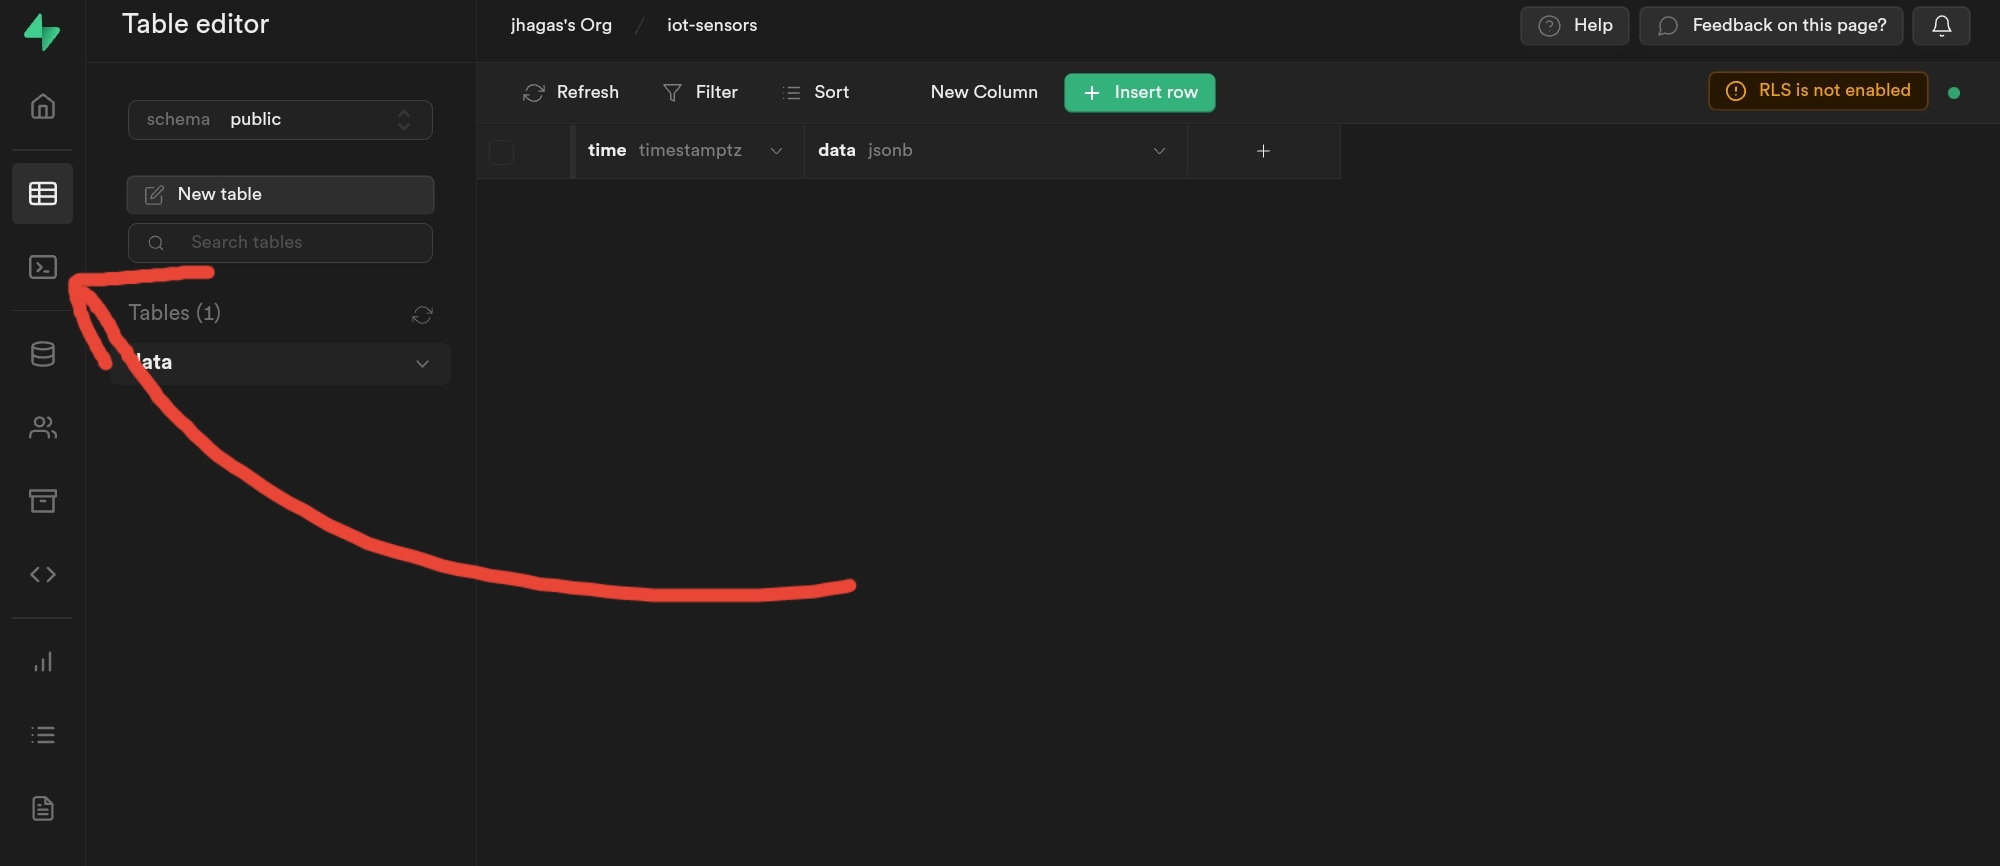 Table editor
jhagas's Org / iot-sensors
Help
Feedback on this page?
schema public
New table
Search tables
Tables (1)
ata
Refresh
Filter
Sort
New Column
+ Insert row
RLS is not enabled
time timestamptz
data jsonb
+